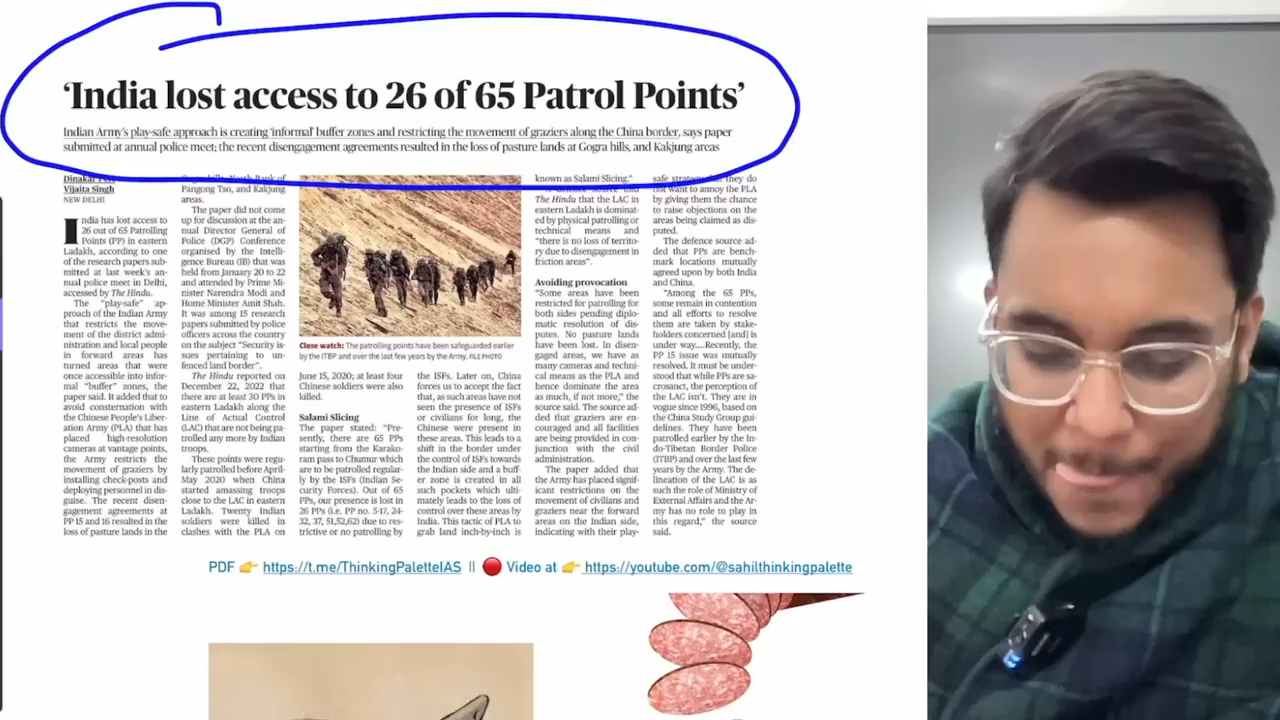 ‘India lost access to 26 of 65 Patrol Points’
Indian Army’s play-safe approach is creating ‘informal’ buffer zones and restricting the movement of graziers along the China border, says paper
submitted at annual police meet; the recent disengagement agreements resulted in the loss of pasture lands at Gogra hills, and Kakjung areas
Vijaita Singh
NEW DELHI
India has lost access to
26 out of 65 Patrolling
Points (PP) in eastern
Ladakh, according to one
of the research papers sub-
mitted at last week’s an-
nual police meet in Delhi,
accessed by The Hindu.
The “play-safe” ap-
proach of the Indian Army
that restricts the move-
ment of the district admi-
nistration and local people
in forward areas has
turned areas that were
once accessible into infor-
mal “buffer” zones, the
paper said. It added that to
avoid consternation with
the Chinese People’s Liber-
ation Army (PLA) that has
placed high-resolution
cameras at vantage points,
the Army restricts the
movement of graziers by
installing check-posts and
deploying personnel in dis-
guise. The recent disen-
gagement agreements at
PP 15 and 16 resulted in the
loss of pasture lands in the
North Bank of
Pangong Tso, and Kakjung
areas.
The paper did not come
up for discussion at the an-
nual Director General of
Police (DGP) Conference
organised by the Intelli-
gence Bureau (IB) that was
held from January 20 to 22
and attended by Prime Mi-
nister Narendra Modi and
Home Minister Amit Shah.
It was among 15 research
papers submitted by police
officers across the country
on the subject “Security is-
sues pertaining to un-
fenced land border”.
The Hindu reported on
December 22, 2022 that
there are at least 30 PPs in
eastern Ladakh along the
Line of Actual Control
(LAC) that are not being pa-
trolled any more by Indian
troops.
These points were regu-
larly patrolled before April-
May 2020 when China
started amassing troops
close to the LAC in eastern
Ladakh. Twenty Indian
soldiers were killed in
clashes with the PLA on
Close watch: The patrolling points have been safeguarded earlier
by the ITBP and over the last few years by the Army. FILE PHOTO
June 15, 2020; at least four
Chinese soldiers were also
killed.
Salami Slicing
The paper stated: “Pre-
sently, there are 65 PPs
starting from the Karako-
ram pass to Chumur which
are to be patrolled regular-
ly by the ISFs (Indian Se-
curity Forces). Out of 65
PPs, our presence is lost in
26 PPs (i.e. PP no. 5-17, 24-
32, 37, 51,52,62) due to res-
trictive or no patrolling by
the ISFs. Later on, China
forces us to accept the fact
that, as such areas have not
seen the presence of ISFs
or civilians for long, the
Chinese were present in
these areas. This leads to a
shift in the border under
the control of ISFs towards
the Indian side and a buff-
er zone is created in all
such pockets which ulti-
mately leads to the loss of
control over these areas by
India. This tactic of PLA to
grab land inch-by-inch is
known as Salami Slicing.”
A defence source told
The Hindu that the LAC in
eastern Ladakh is dominat-
ed by physical patrolling or
technical means and
“there is no loss of territo-
ry due to disengagement in
friction areas”.
Avoiding provocation
“Some areas have been
restricted for patrolling for
both sides pending diplo-
matic resolution of dis-
putes. No pasture lands
have been lost. In disen-
gaged areas, we have as
many cameras and techni-
cal means as the PLA and
hence dominate the area
as much, if not more,” the
source said. The source ad-
ded that graziers are en-
couraged and all facilities
are being provided in con-
junction with the civil
administration.
The paper added that
the Army has placed signif-
icant restrictions on the
movement of civilians and
graziers near the forward
areas on the Indian side,
indicating with their play-
safe strategy that they do
not want to annoy the PLA
by giving them the chance
to raise objections on the
areas being claimed as dis-
puted.
The defence source ad-
ded that PPs are bench-
mark locations mutually
agreed upon by both India
and China.
“Among the 65 PPs,
some remain in contention
and all efforts to resolve
them are taken by stake-
holders concerned [and] is
under way....Recently, the
PP 15 issue was mutually
resolved. It must be under-
stood that while PPs are sa-
crosanct, the perception of
the LAC isn’t. They are in
vogue since 1996, based on
the China Study Group gui-
delines. They have been
patrolled earlier by the In-
do-Tibetan Border Police
(ITBP) and over the last few
years by the Army. The de-
lineation of the LAC is as
such the role of Ministry of
External Affairs and the Ar-
my has no role to play in
this regard,” the source
said.
PDF 👉 https://t.me/ThinkingPaletteIAS || 🔴 Video at 👉 https://youtube.com/@sahilthinkingpalette